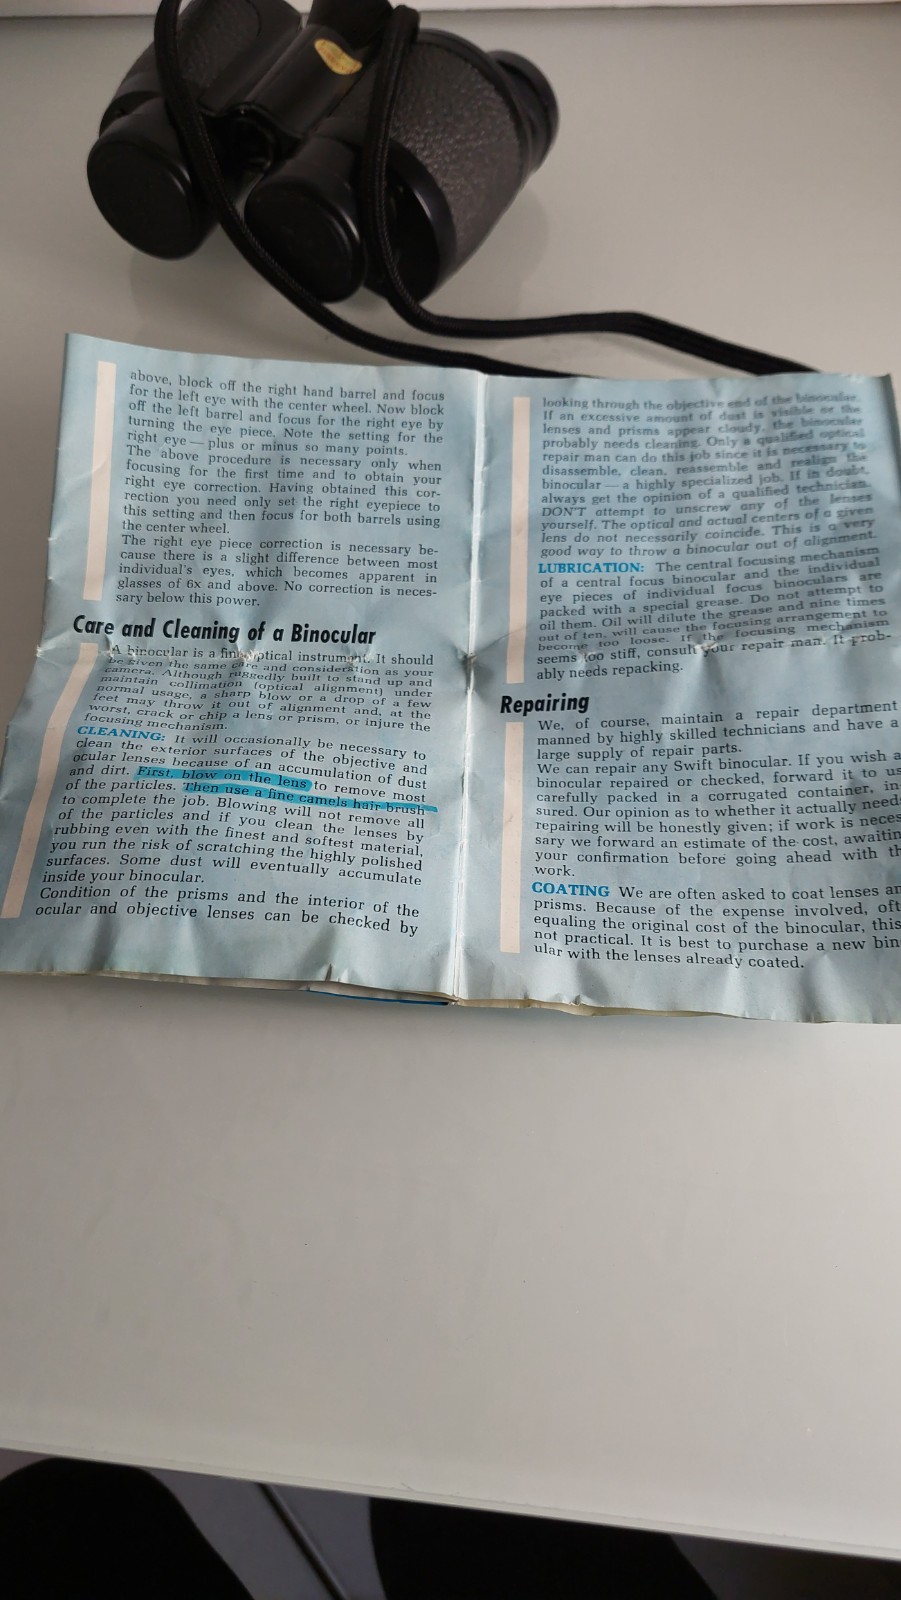 above, block off the right hand barrel and focus
for the left eye with the center wheel. Now block
off the left barrel and focus for the right eye by
turning the eye piece. Note the setting for the
right eye — plus or minus so many points.
The above procedure is necessary only when
focusing for the first time and to obtain your
right eye correction. Having obtained this cor-
rection you need only set the right eyepiece to
this setting and then focus for both barrels using
the center wheel.
The right eye piece correction is necessary be-
cause there is a slight difference between most
individual's eyes, which becomes apparent in
glasses of 6x and above. No correction is neces-
sary below this power.
Care and Cleaning of a Binocular
A binocular is a fine optical instrument. It should
be given the same care and consideration as your
camera. Although ruggedly built to stand up and
maintain collimation (optical alignment) under
normal usage, a sharp blow or a drop of a few
feet may throw it out of alignment and, at the
worst, crack or chip a lens or prism, or injure the
focusing mechanism.
CLEANING: It will occasionally be necessary to
clean the exterior surfaces of the objective and
ocular lenses because of an accumulation of dust
and dirt. First, blow on the lens to remove most
of the particles. Then use a fine camels hair brush
to complete the job. Blowing will not remove all
of the particles and if you clean the lenses by
rubbing even with the finest and softest material,
you run the risk of scratching the highly polished
surfaces. Some dust will eventually accumulate
inside your binocular.
Condition of the prisms and the interior of the
ocular and objective lenses can be checked by
looking through the objective end of the binocular.
If an excessive amount of dust is visible or the
lenses and prisms appear cloudy, the binocular
probably needs cleaning. Only a qualified optical
repair man can do this job since it is necessary to
disassemble, clean, reassemble and realign the
binocular — a highly specialized job. If in doubt,
always get the opinion of a qualified technician.
DON'T attempt to unscrew any of the lenses
yourself. The optical and actual centers of a given
lens do not necessarily coincide. This is a very
good way to throw a binocular out of alignment.
LUBRICATION: The central focusing mechanism
of a central focus binocular and the individual
eye pieces of individual focus binoculars are
packed with a special grease. Do not attempt to
oil them. Oil will dilute the grease and nine times
out of ten, will cause the focusing arrangement to
become too loose. If the focusing mechanism
seems too stiff, consult your repair man. It prob-
ably needs repacking.
Repairing
We, of course, maintain a repair department
manned by highly skilled technicians and have a
large supply of repair parts.
We can repair any Swift binocular. If you wish a
binocular repaired or checked, forward it to us
carefully packed in a corrugated container, in-
sured. Our opinion as to whether it actually need
repairing will be honestly given; if work is neces
sary we forward an estimate of the cost, awaitin
your confirmation before going ahead with th
work.
COATING We are often asked to coat lenses an
prisms. Because of the expense involved, oft
equaling the original cost of the binocular, this
not practical. It is best to purchase a new bin
ular with the lenses already coated.